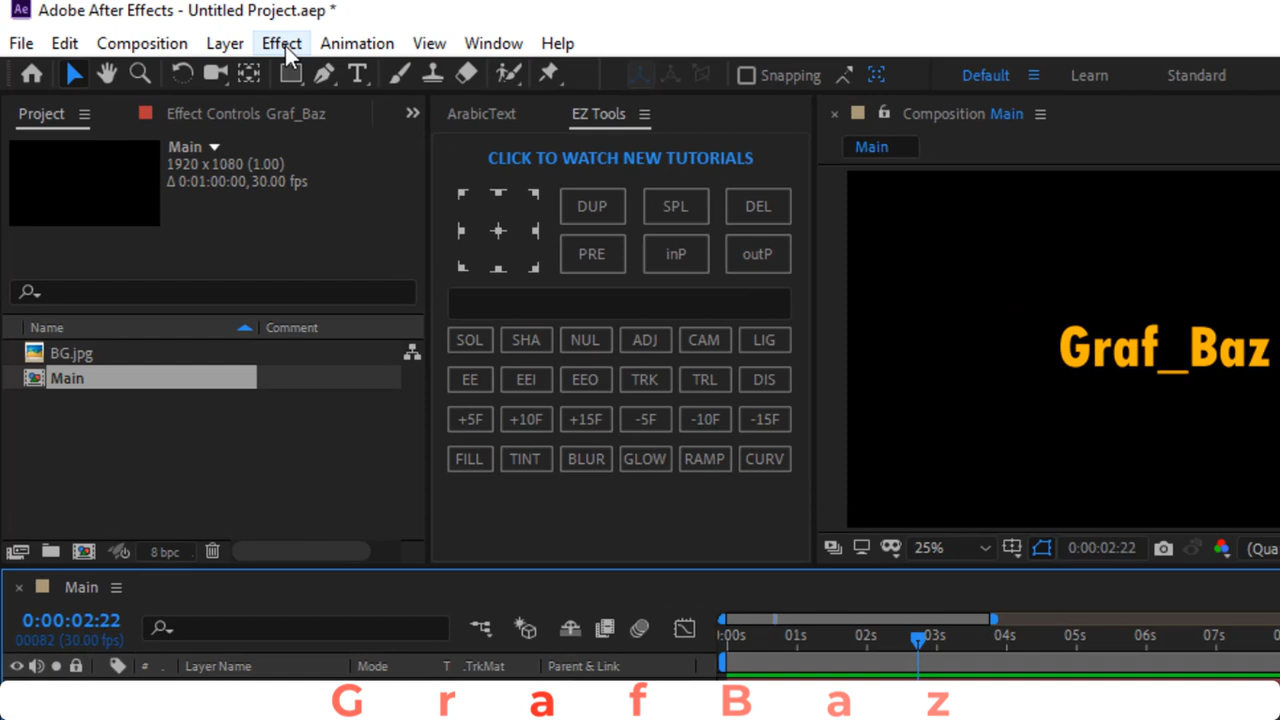 Ae Adobe After Effects - Untitled Project.aep *
File Edit Composition Layer Effect Animation View Window Help
T Snapping Default Learn Standard
Project Effect Controls Graf_Baz
Main
1920 x 1080 (1.00)
Δ 0:01:00:00, 30.00 fps
Name Comment
BG.jpg
Main
8 bpc
ArabicText EZ Tools
CLICK TO WATCH NEW TUTORIALS
DUP SPL DEL
PRE inP outP
SOL SHA NUL ADJ CAM LIG
EE EEI EEO TRK TRL DIS
+5F +10F +15F -5F -10F -15F
FILL TINT BLUR GLOW RAMP CURV
Composition Main
Main
Graf_Baz
25% 0:00:02:22 (Qua
Main
0:00:02:22
00082 (30.00 fps)
:00s 01s 02s 03s 04s 05s 06s 07s
# Layer Name Mode T .TrkMat Parent & Link
G r a f B a z